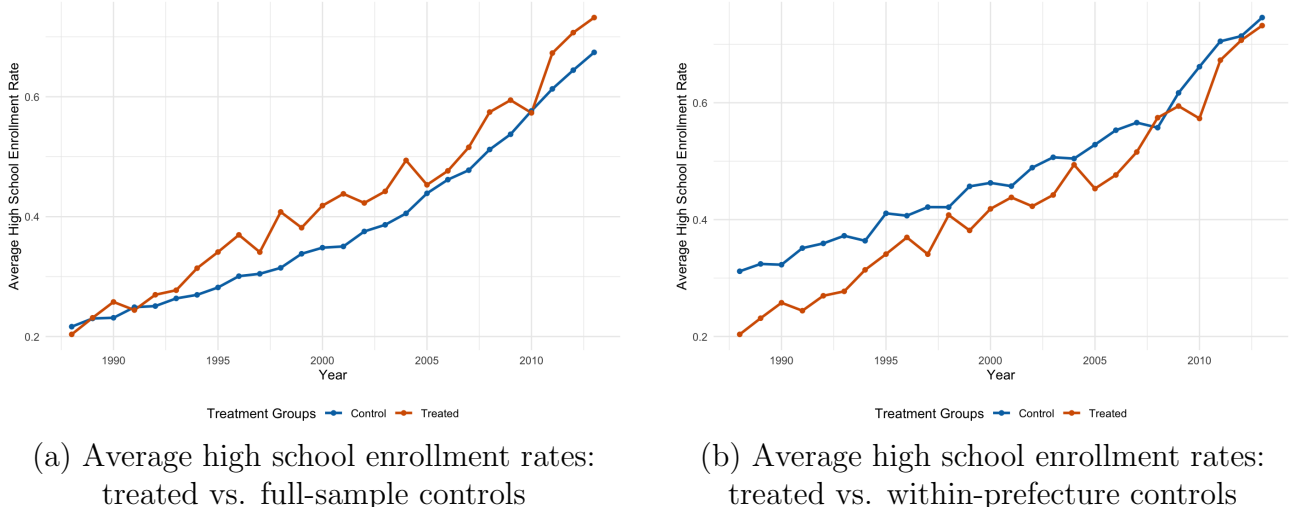 Average High School Enrollment Rate
0.6
0.4
0.2
1990 1995 2000 2005 2010
Year
Treatment Groups Control Treated
(a) Average high school enrollment rates:
treated vs. full-sample controls
Average High School Enrollment Rate
0.6
0.4
0.2
1990 1995 2000 2005 2010
Year
Treatment Groups Control Treated
(b) Average high school enrollment rates:
treated vs. within-prefecture controls